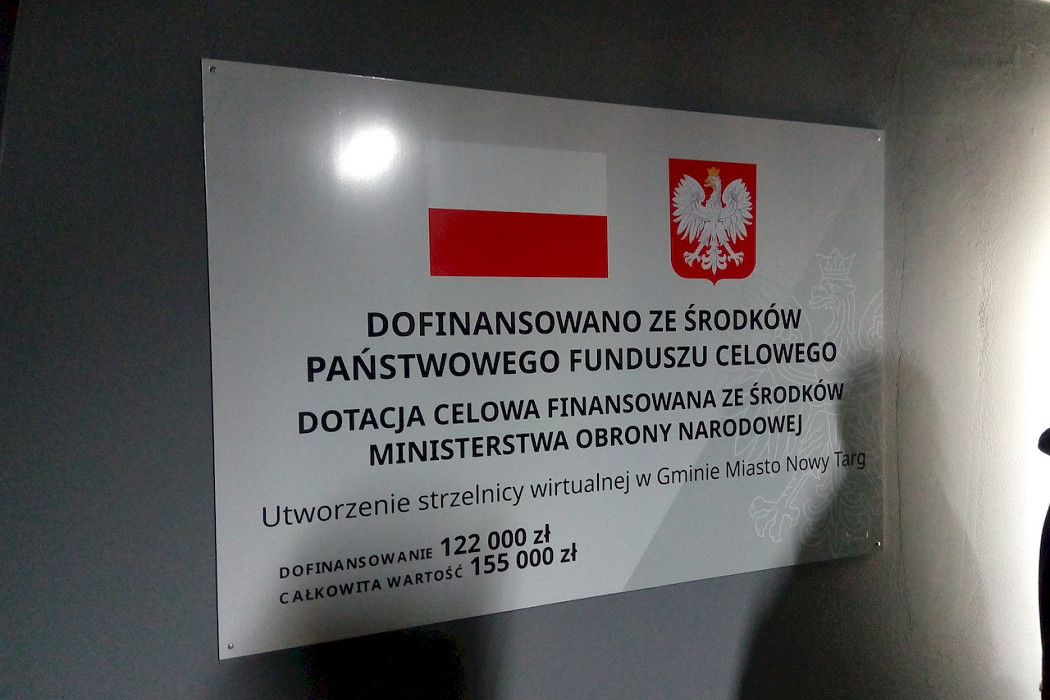 DOFINANSOWANO ZE ŚRODKÓW
PAŃSTWOWEGO FUNDUSZU CELOWEGO
DOTACJA CELOWA FINANSOWANA ZE ŚRODKÓW
MINISTERSTWA OBRONY NARODOWEJ
Utworzenie strzelnicy wirtualnej w Gminie Miasto Nowy Targ
DOFINANSOWANIE 122 000 zł
CAŁKOWITA WARTOŚĆ 155 000 zł